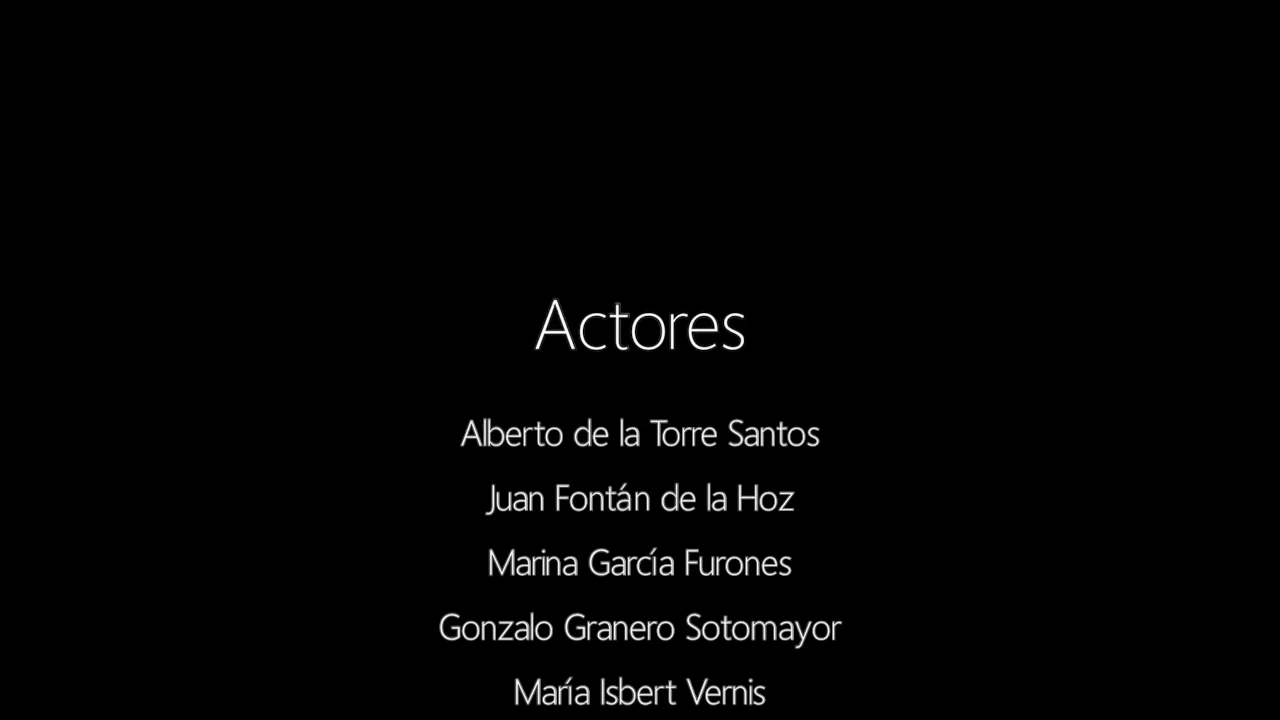 Actores
Alberto de la Torre Santos
Juan Fontán de la Hoz
Marina García Furones
Gonzalo Granero Sotomayor
María Isbert Vernis